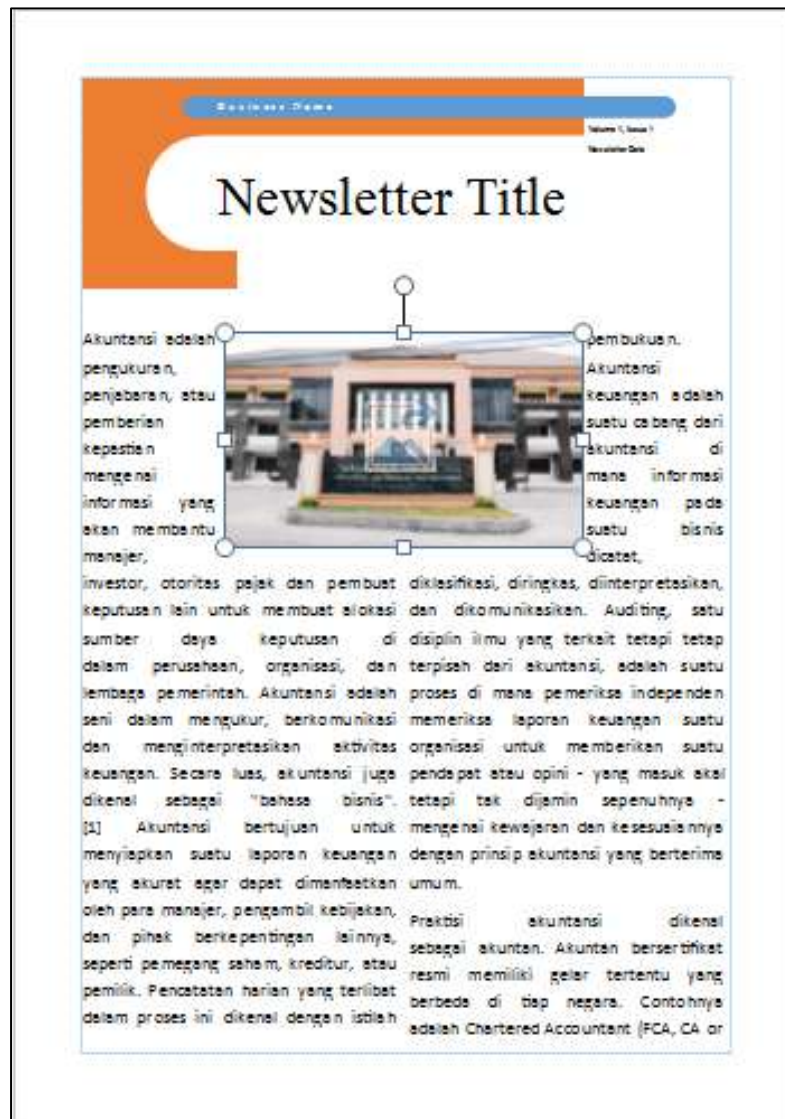 Business Name
Volume 1, Issue 1
Newsletter Date
Newsletter Title
Akuntansi adalah
pengukuran,
penjabaran, atau
pemberian
kepastian
mengenai
informasi yang
akan membantu
manajer,
investor, otoritas pajak dan pembuat
keputusan lain untuk membuat alokasi
sumber daya keputusan di
dalam perusahaan, organisasi, dan
lembaga pemerintah. Akuntansi adalah
seni dalam mengukur, berkomunikasi
dan menginterpretasikan aktivitas
keuangan. Secara luas, akuntansi juga
dikenal sebagai "bahasa bisnis".
[1] Akuntansi bertujuan untuk
menyiapkan suatu laporan keuangan
yang akurat agar dapat dimanfaatkan
oleh para manajer, pengambil kebijakan,
dan pihak berkepentingan lainnya,
seperti pemegang saham, kreditur, atau
pemilik. Pencatatan harian yang terlibat
dalam proses ini dikenal dengan istilah
pembukuan.
Akuntansi
keuangan adalah
suatu cabang dari
akuntansi di
mana informasi
keuangan pada
suatu bisnis
dicatat,
diklasifikasi, diringkas, diinterpretasikan,
dan dikomunikasikan. Auditing, satu
disiplin ilmu yang terkait tetapi tetap
terpisah dari akuntansi, adalah suatu
proses di mana pemeriksa independen
memeriksa laporan keuangan suatu
organisasi untuk memberikan suatu
pendapat atau opini - yang masuk akal
tetapi tak dijamin sepenuhnya -
mengenai kewajaran dan kesesuaiannya
dengan prinsip akuntansi yang berterima
umum.
Praktisi akuntansi dikenal
sebagai akuntan. Akuntan bersertifikat
resmi memiliki gelar tertentu yang
berbeda di tiap negara. Contohnya
adalah Chartered Accountant (FCA, CA or